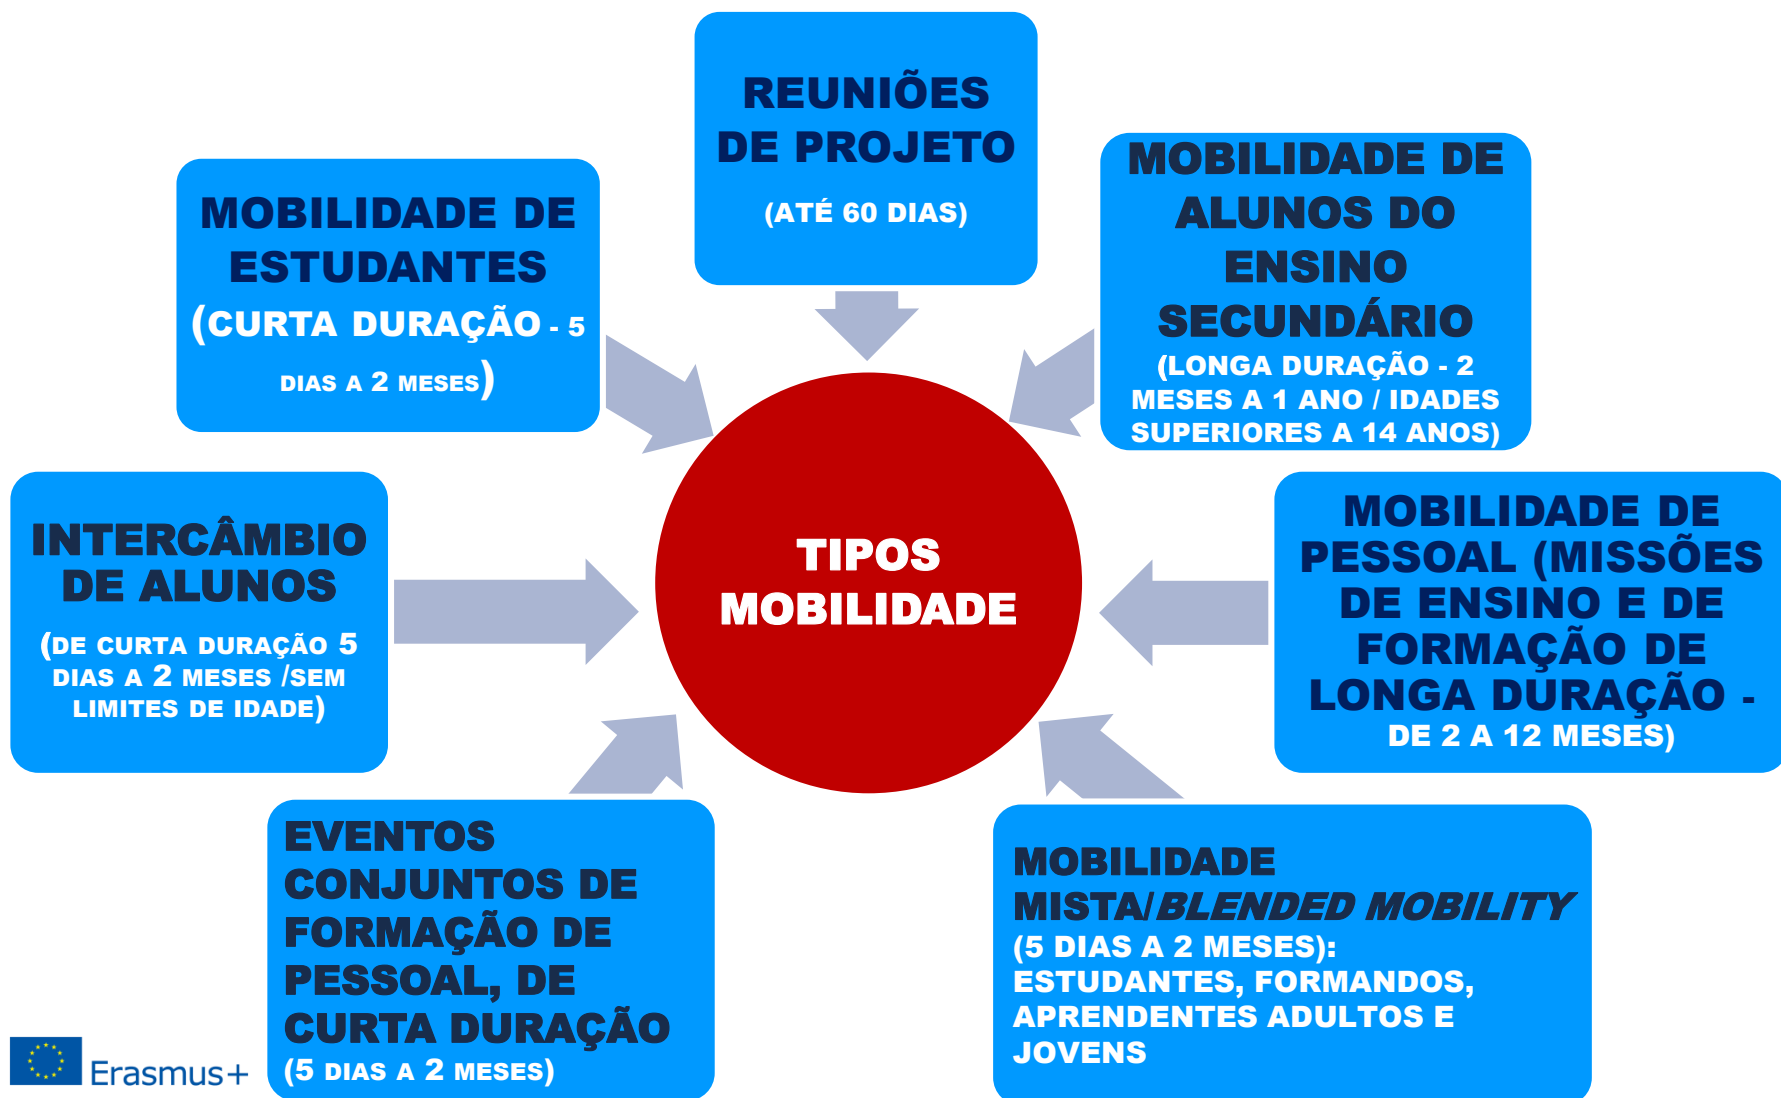 REUNIÕES
DE PROJETO
(ATÉ 60 DIAS)
MOBILIDADE DE
ALUNOS DO
ENSINO
SECUNDÁRIO
(LONGA DURAÇÃO - 2
MESES A 1 ANO / IDADES
SUPERIORES A 14 ANOS)
MOBILIDADE DE
PESSOAL (MISSÕES
DE ENSINO E DE
FORMAÇÃO DE
LONGA DURAÇÃO -
DE 2 A 12 MESES)
MOBILIDADE
MISTA/BLENDED MOBILITY
(5 DIAS A 2 MESES):
ESTUDANTES, FORMANDOS,
APRENDENTES ADULTOS E
JOVENS
EVENTOS
CONJUNTOS DE
FORMAÇÃO DE
PESSOAL, DE
CURTA DURAÇÃO
(5 DIAS A 2 MESES)
INTERCÂMBIO
DE ALUNOS
(DE CURTA DURAÇÃO 5
DIAS A 2 MESES /SEM
LIMITES DE IDADE)
MOBILIDADE DE
ESTUDANTES
(CURTA DURAÇÃO - 5
DIAS A 2 MESES)
TIPOS
MOBILIDADE
Erasmus+